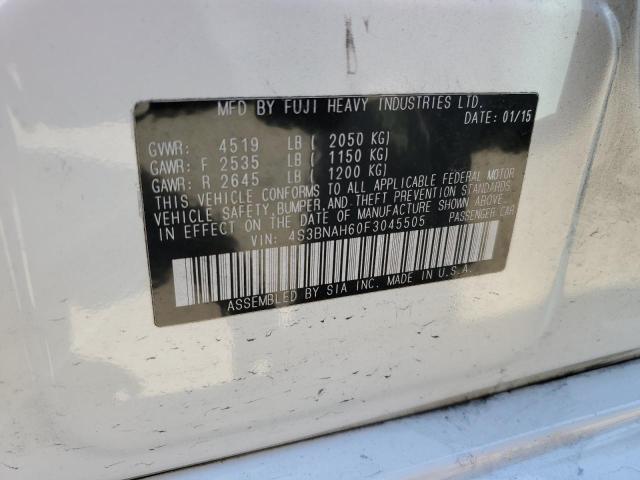 MFD BY FUJI HEAVY INDUSTRIES LTD.
DATE: 01/15
GVWR: 4519 LB ( 2050 KG)
GAWR: F 2535 LB ( 1150 KG)
GAWR: R 2645 LB ( 1200 KG)
THIS VEHICLE CONFORMS TO ALL APPLICABLE FEDERAL MOTOR
VEHICLE SAFETY, BUMPER, AND THEFT PREVENTION STANDARDS
IN EFFECT ON THE DATE OF MANUFACTURE SHOWN ABOVE.
VIN: 4S3BNAH60F3045505 PASSENGER CAR
ASSEMBLED BY SIA INC. MADE IN U.S.A.